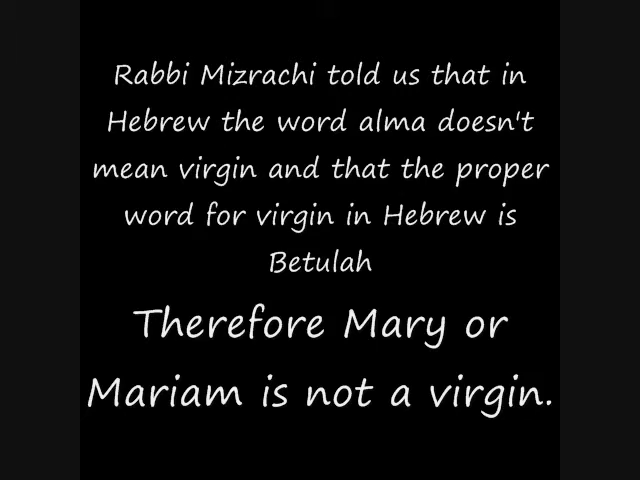 Rabbi Mizrachi told us that in
Hebrew the word alma doesn't
mean virgin and that the proper
word for virgin in Hebrew is
Betulah
Therefore Mary or
Mariam is not a virgin.